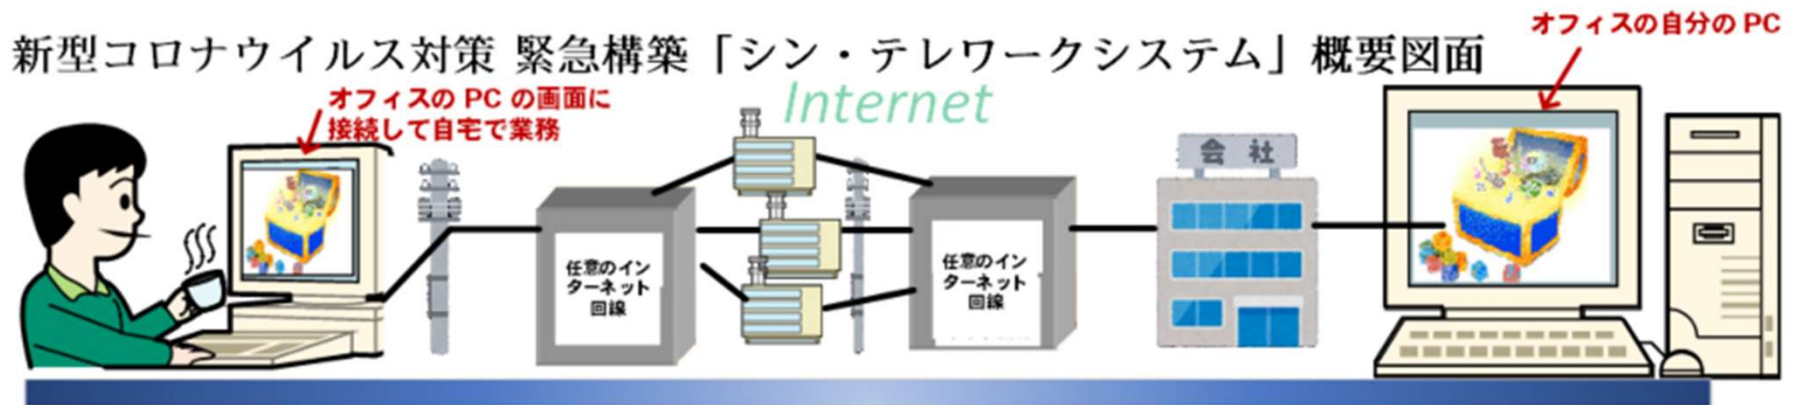 新型コロナウイルス対策 緊急構築「シン・テレワークシステム」概要図面
オフィスの自分の PC
オフィスの PC の画面に
接続して自宅で業務
Internet
任意のイン
ターネット
回線
任意のイン
ターネット
回線
会社